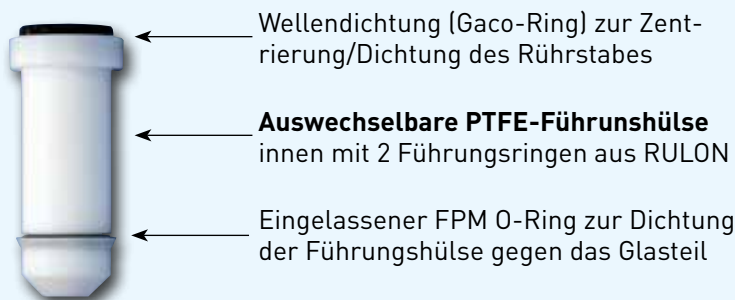 Wellendichtung (Gaco-Ring) zur Zent-
rierung/Dichtung des Rührstabes
Auswechselbare PTFE-Führunshülse
innen mit 2 Führungsringen aus RULON
Eingelassener FPM O-Ring zur Dichtung
der Führungshülse gegen das Glasteil